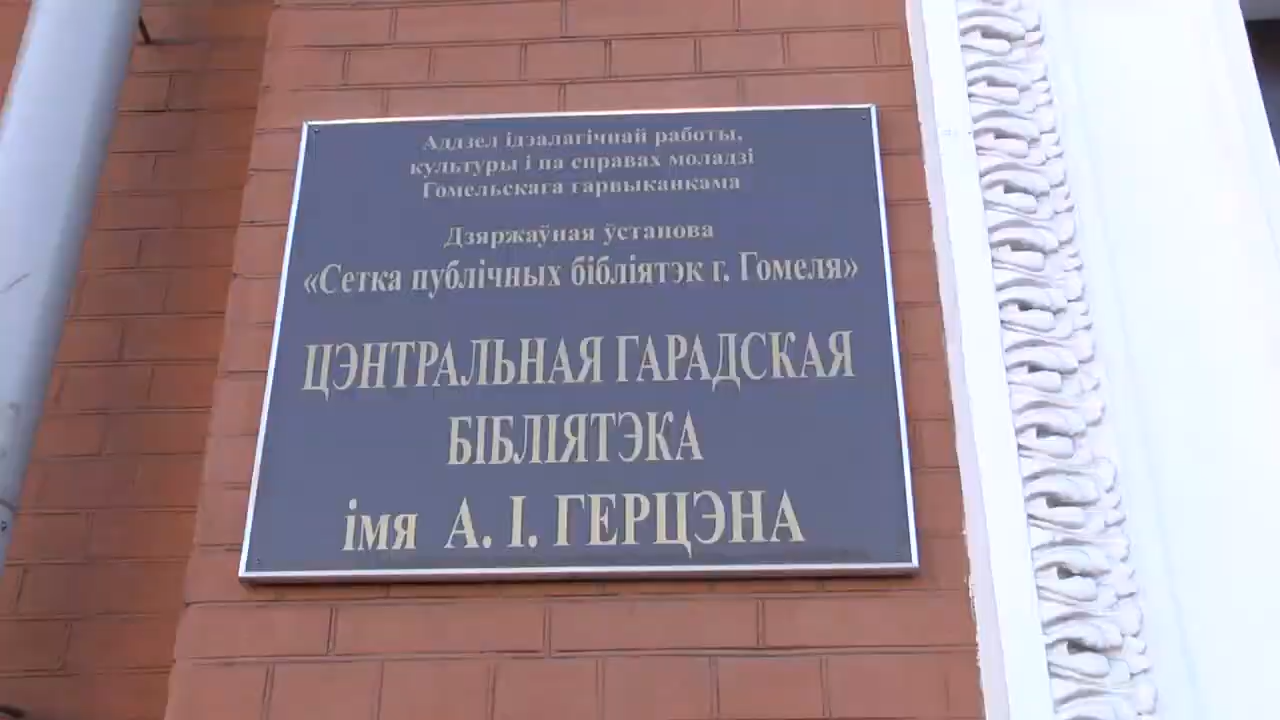 Аддзел ідэалагічнай работы,
культуры і па справах моладзі
Гомельскага гарвыканкама
Дзяржаўная ўстанова
«Сетка публічных бібліятэк г. Гомеля»
ЦЭНТРАЛЬНАЯ ГАРАДСКАЯ
БІБЛІЯТЭКА
імя А. І. ГЕРЦЭНА